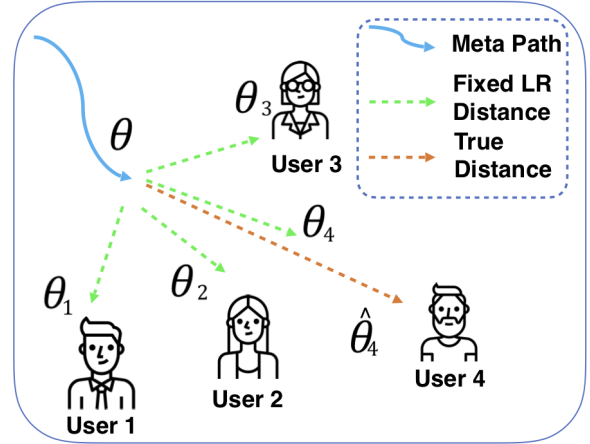 Meta Path
Fixed LR
Distance
True
Distance
θ
θ3
User 3
θ4
θ1
θ2
θ̂4
User 1
User 2
User 4